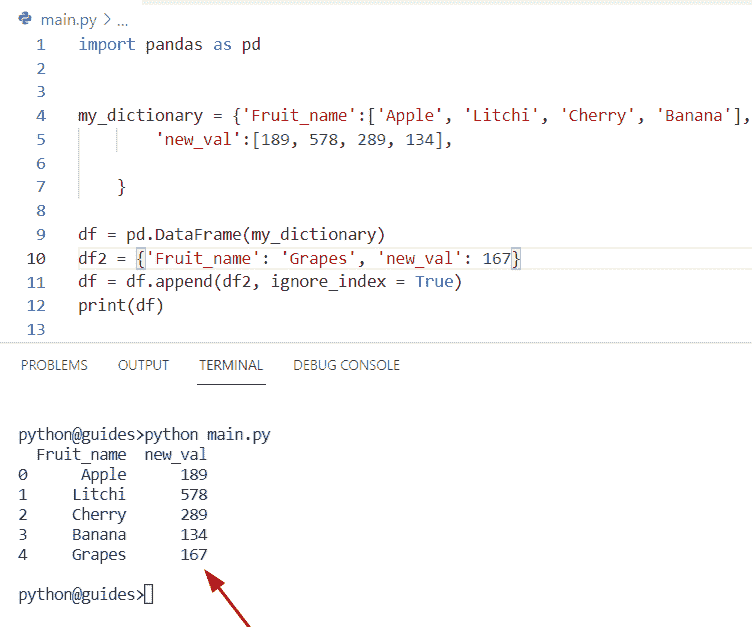 main.py > ...
1 import pandas as pd
2
3
4 my_dictionary = {'Fruit_name':['Apple', 'Litchi', 'Cherry', 'Banana'],
5 'new_val':[189, 578, 289, 134],
6
7 }
8
9 df = pd.DataFrame(my_dictionary)
10 df2 = {'Fruit_name': 'Grapes', 'new_val': 167}
11 df = df.append(df2, ignore_index = True)
12 print(df)
13
PROBLEMS OUTPUT TERMINAL DEBUG CONSOLE
python@guides>python main.py
Fruit_name new_val
0 Apple 189
1 Litchi 578
2 Cherry 289
3 Banana 134
4 Grapes 167
python@guides>